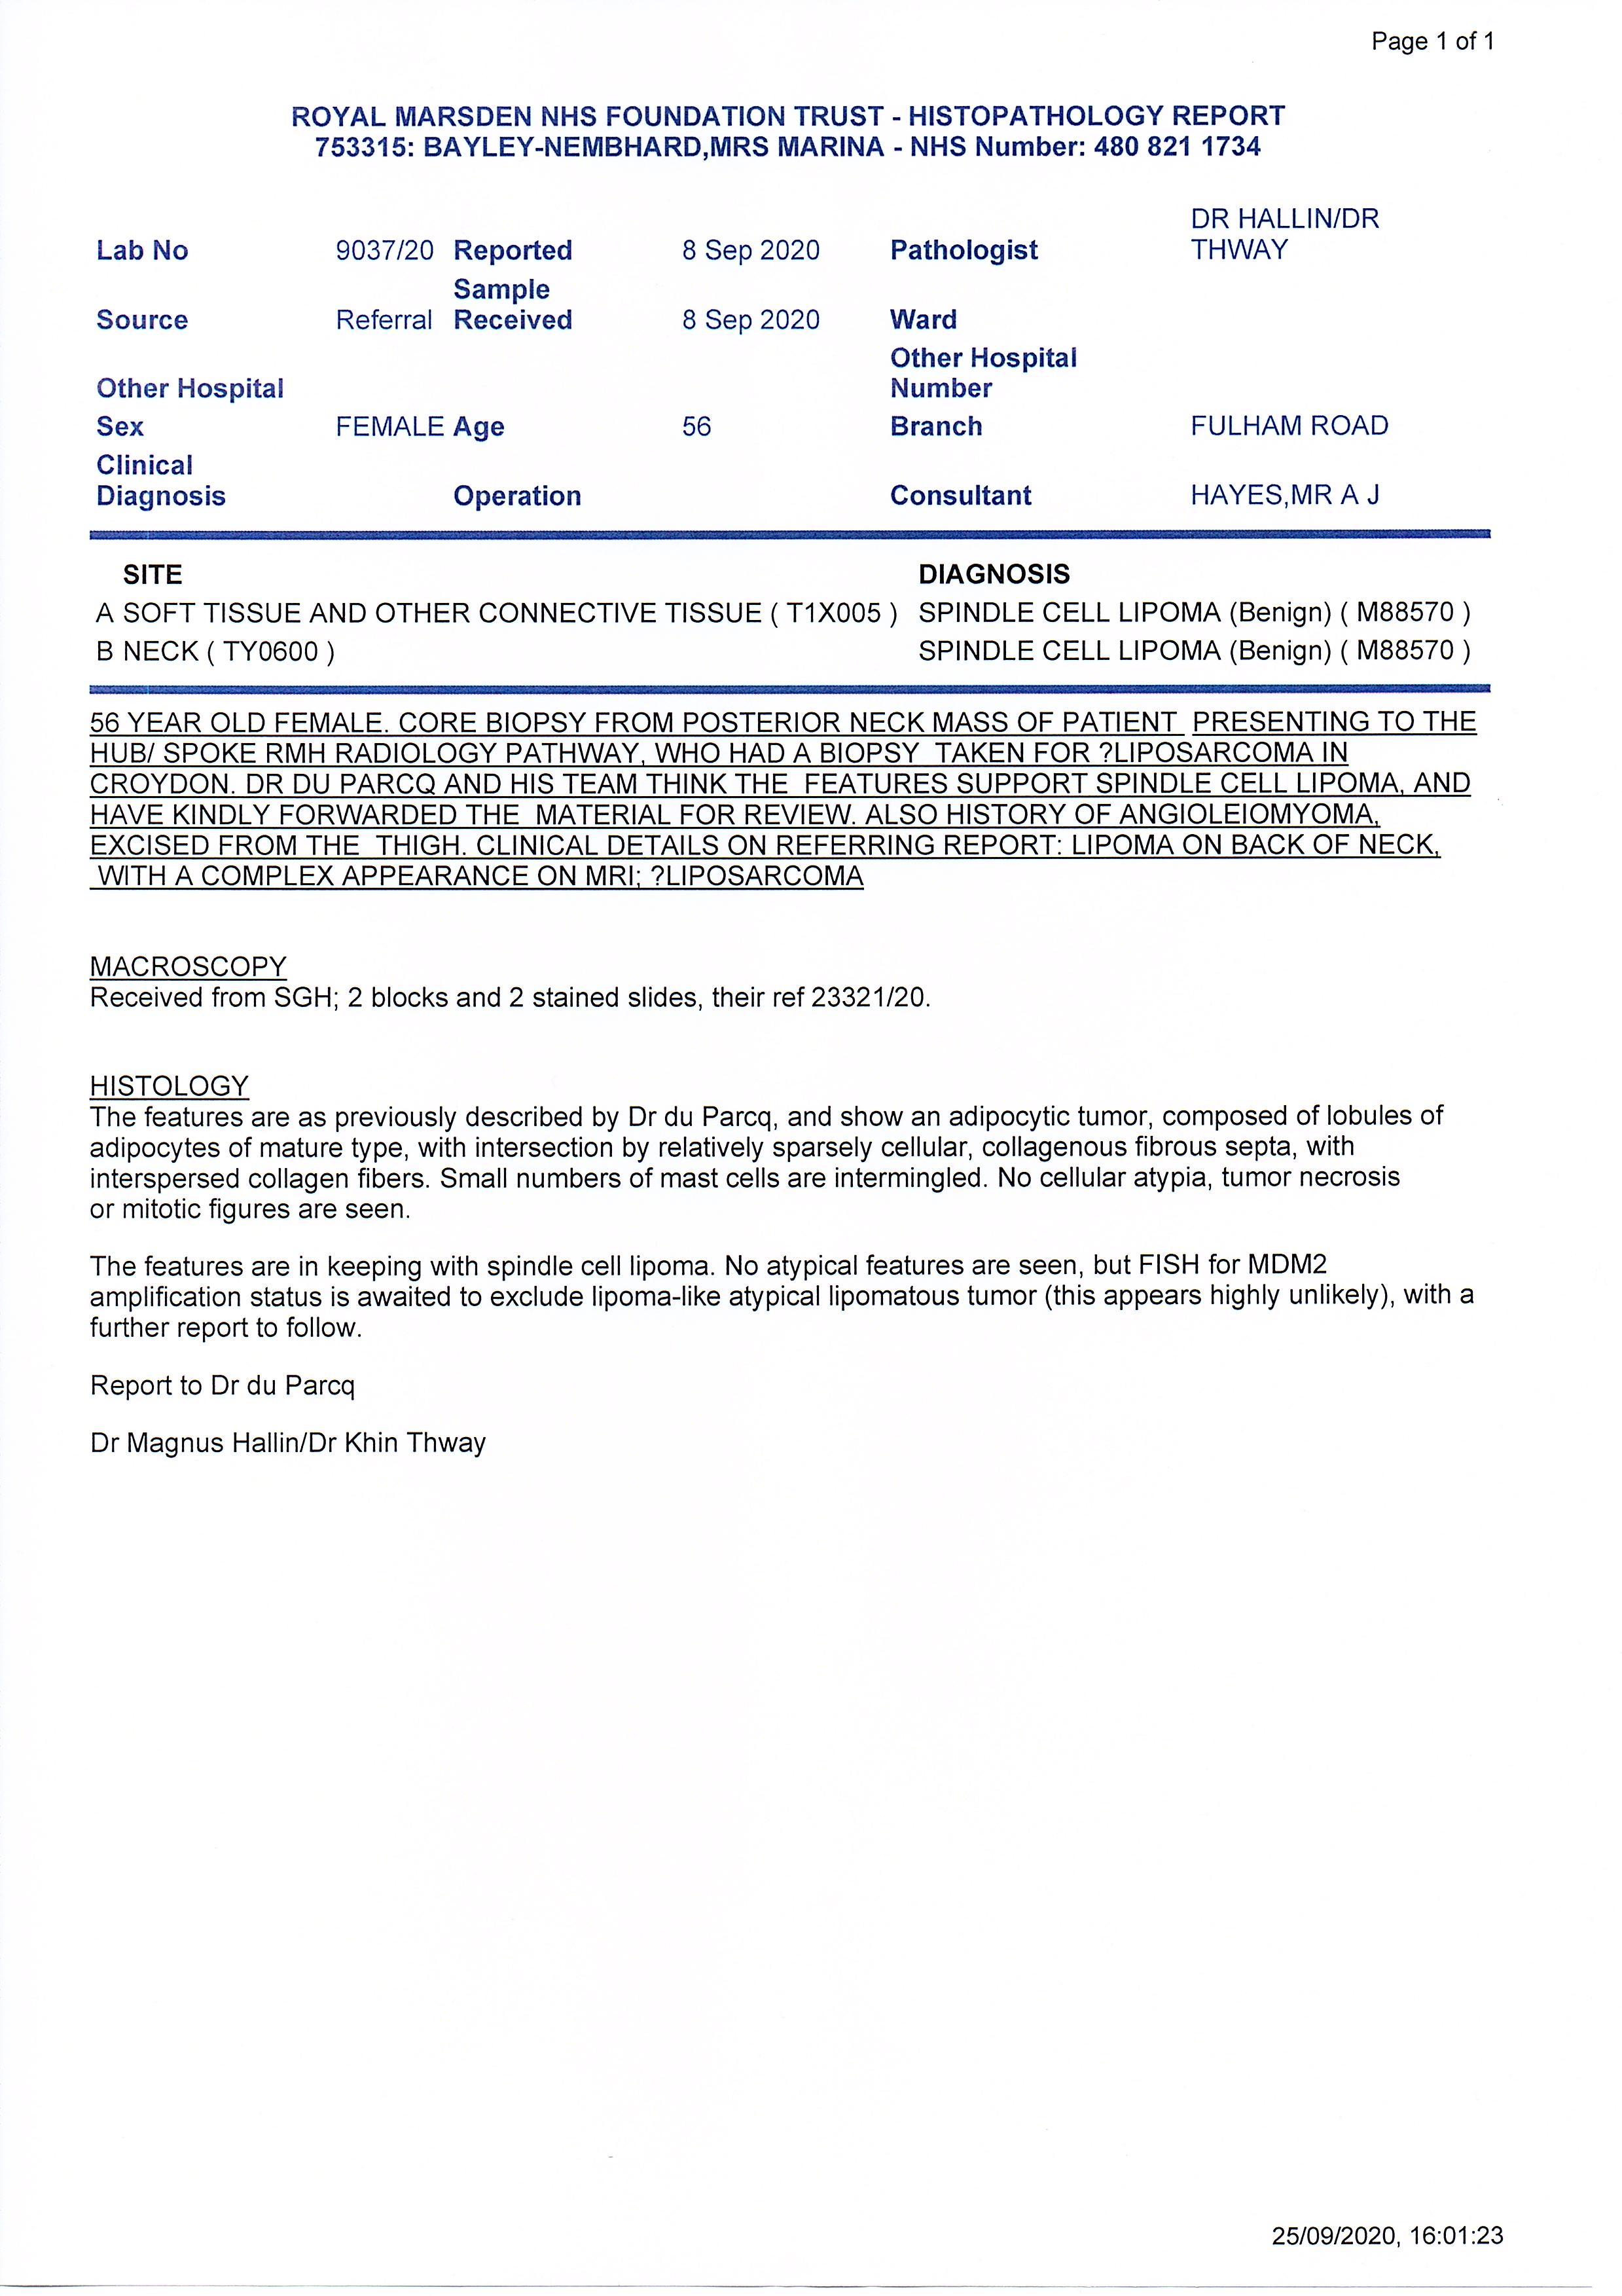 Page 1 of 1
ROYAL MARSDEN NHS FOUNDATION TRUST - HISTOPATHOLOGY REPORT
753315: BAYLEY-NEMBHARD,MRS MARINA - NHS Number: 480 821 1734
DR HALLIN/DR
Lab No 9037/20 Reported 8 Sep 2020 Pathologist THWAY
Sample
Source Referral Received 8 Sep 2020 Ward
Other Hospital
Other Hospital Number
Sex FEMALE Age 56 Branch FULHAM ROAD
Clinical
Diagnosis Operation Consultant HAYES,MR A J
SITE DIAGNOSIS
A SOFT TISSUE AND OTHER CONNECTIVE TISSUE ( T1X005 ) SPINDLE CELL LIPOMA (Benign) ( M88570 )
B NECK ( TY0600 ) SPINDLE CELL LIPOMA (Benign) ( M88570 )
56 YEAR OLD FEMALE. CORE BIOPSY FROM POSTERIOR NECK MASS OF PATIENT PRESENTING TO THE
HUB/ SPOKE RMH RADIOLOGY PATHWAY, WHO HAD A BIOPSY TAKEN FOR ?LIPOSARCOMA IN
CROYDON. DR DU PARCQ AND HIS TEAM THINK THE FEATURES SUPPORT SPINDLE CELL LIPOMA, AND
HAVE KINDLY FORWARDED THE MATERIAL FOR REVIEW. ALSO HISTORY OF ANGIOLEIOMYOMA,
EXCISED FROM THE THIGH. CLINICAL DETAILS ON REFERRING REPORT: LIPOMA ON BACK OF NECK,
WITH A COMPLEX APPEARANCE ON MRI; ?LIPOSARCOMA
MACROSCOPY
Received from SGH; 2 blocks and 2 stained slides, their ref 23321/20.
HISTOLOGY
The features are as previously described by Dr du Parcq, and show an adipocytic tumor, composed of lobules of
adipocytes of mature type, with intersection by relatively sparsely cellular, collagenous fibrous septa, with
interspersed collagen fibers. Small numbers of mast cells are intermingled. No cellular atypia, tumor necrosis
or mitotic figures are seen.
The features are in keeping with spindle cell lipoma. No atypical features are seen, but FISH for MDM2
amplification status is awaited to exclude lipoma-like atypical lipomatous tumor (this appears highly unlikely), with a
further report to follow.
Report to Dr du Parcq
Dr Magnus Hallin/Dr Khin Thway
25/09/2020, 16:01:23